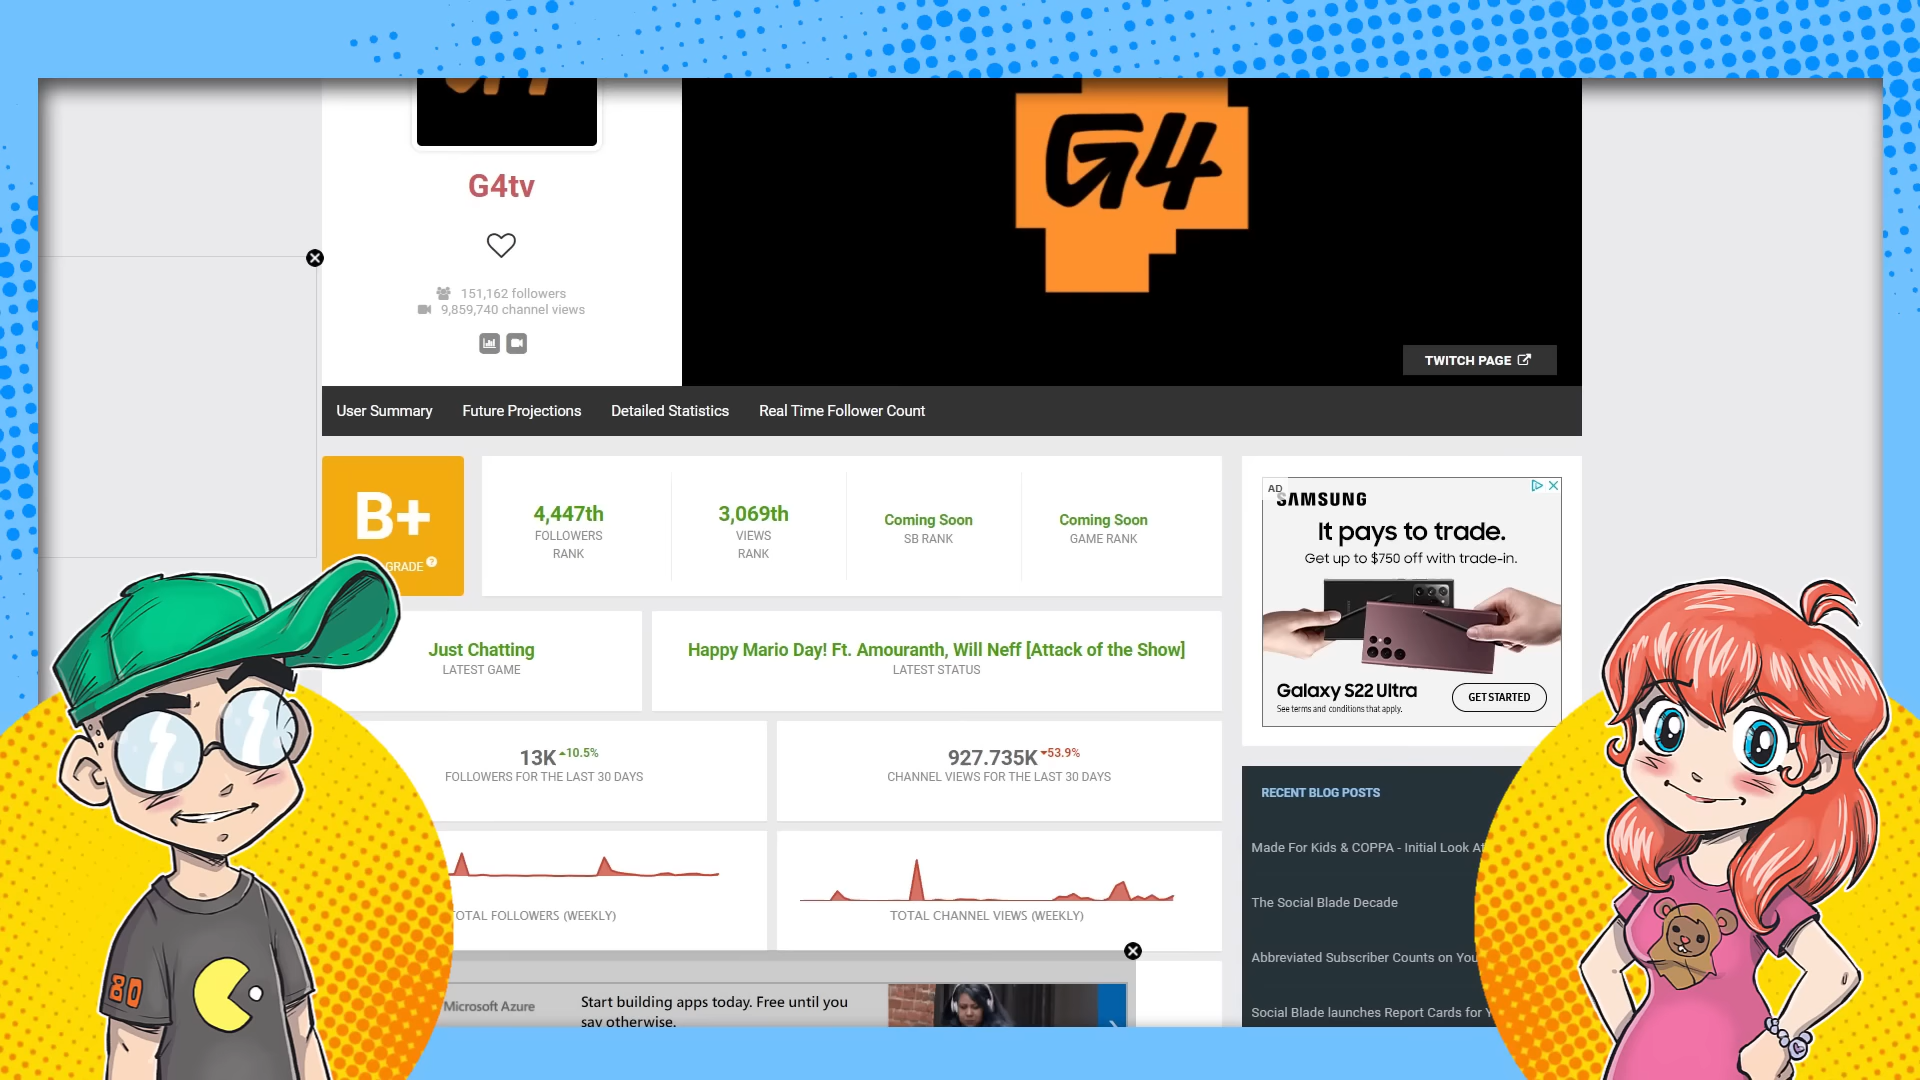 G4
G4tv
151,162 followers
9,859,740 channel views
TWITCH PAGE
User Summary
Future Projections
Detailed Statistics
Real Time Follower Count
B+
GRADE
4,447th
FOLLOWERS
RANK
3,069th
VIEWS
RANK
Coming Soon
SB RANK
Coming Soon
GAME RANK
Just Chatting
LATEST GAME
Happy Mario Day! Ft. Amouranth, Will Neff [Attack of the Show]
LATEST STATUS
13K 10.5%
FOLLOWERS FOR THE LAST 30 DAYS
927.735K 53.9%
CHANNEL VIEWS FOR THE LAST 30 DAYS
TOTAL FOLLOWERS (WEEKLY)
TOTAL CHANNEL VIEWS (WEEKLY)
AD
SAMSUNG
It pays to trade.
Get up to $750 off with trade-in.
Galaxy S22 Ultra
See terms and conditions that apply.
GET STARTED
RECENT BLOG POSTS
Made For Kids & COPPA - Initial Look
The Social Blade Decade
Abbreviated Subscriber Counts on
Social Blade launches Report Cards for
Microsoft Azure
Start building apps today. Free until you
say otherwise.
80